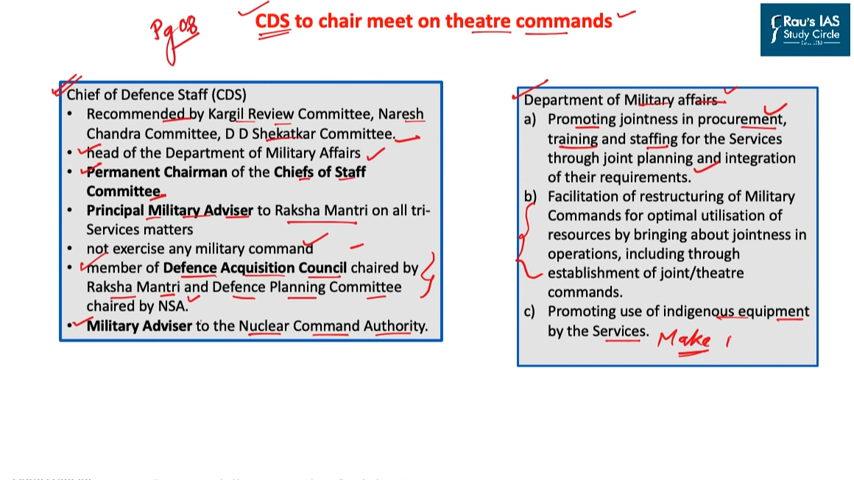 CDS to chair meet on theatre commands
Pg 08
Rau's IAS
Study Circle
Chief of Defence Staff (CDS)
• Recommended by Kargil Review Committee, Naresh
Chandra Committee, D D Shekatkar Committee.
• head of the Department of Military Affairs
• Permanent Chairman of the Chiefs of Staff
Committee
• Principal Military Adviser to Raksha Mantri on all tri-
Services matters
• not exercise any military command
• member of Defence Acquisition Council chaired by
Raksha Mantri and Defence Planning Committee
chaired by NSA.
• Military Adviser to the Nuclear Command Authority.
Department of Military affairs
a) Promoting jointness in procurement,
training and staffing for the Services
through joint planning and integration
of their requirements.
b) Facilitation of restructuring of Military
Commands for optimal utilisation of
resources by bringing about jointness in
operations, including through
establishment of joint/theatre
commands.
c) Promoting use of indigenous equipment
by the Services.
Make I